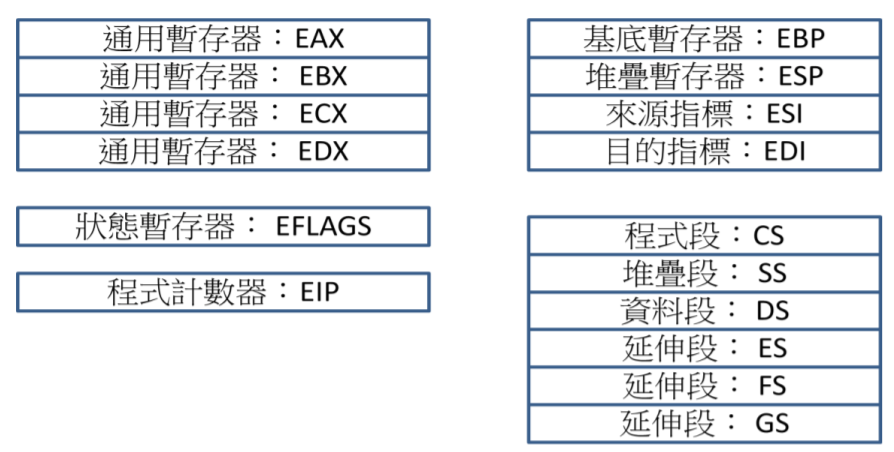 通用暫存器：EAX
通用暫存器： EBX
通用暫存器： ECX
通用暫存器： EDX
狀態暫存器： EFLAGS
程式計數器：EIP
基底暫存器：EBP
堆疊暫存器：ESP
來源指標：ESI
目的指標：EDI
程式段：CS
堆疊段： SS
資料段： DS
延伸段： ES
延伸段： FS
延伸段： GS